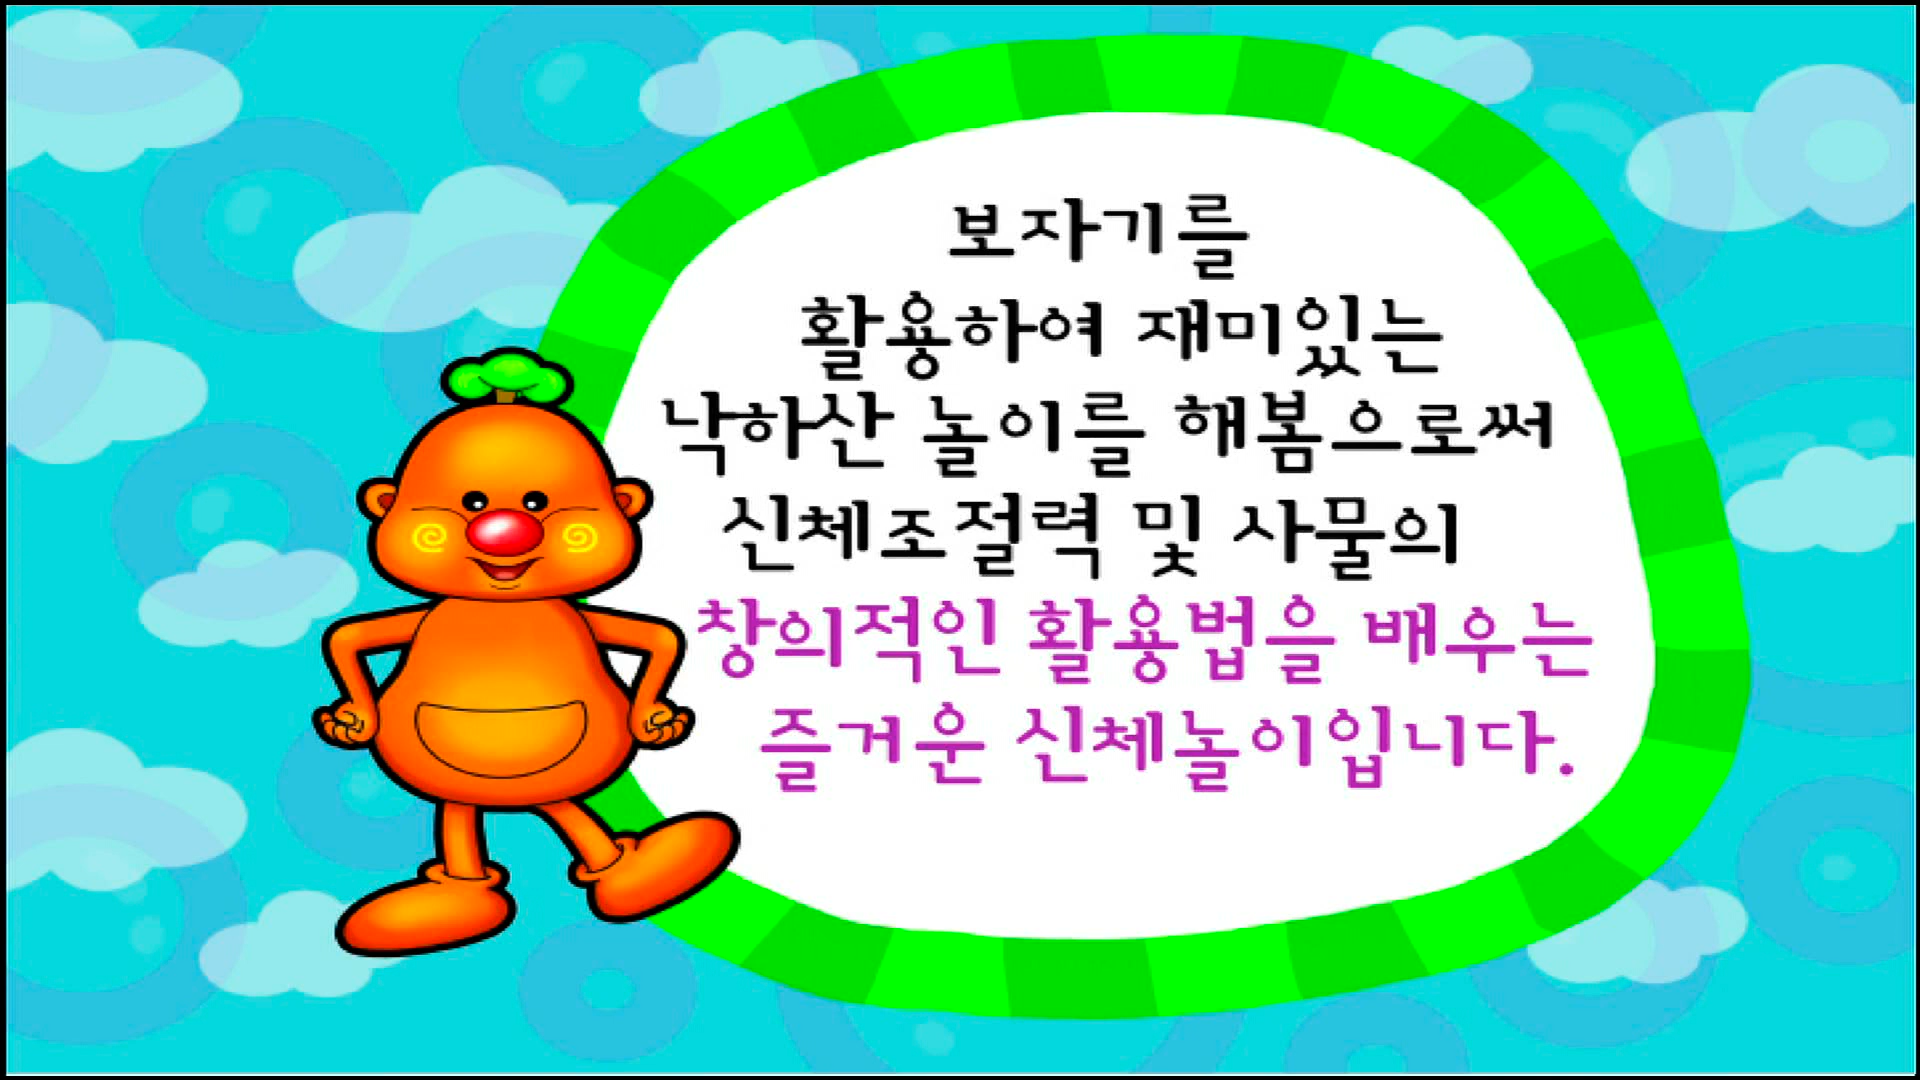 보자기를
활용하여 재미있는
낙하산 놀이를 해봄으로써
신체조절력 및 사물의
창의적인 활용법을 배우는
즐거운 신체놀이입니다.